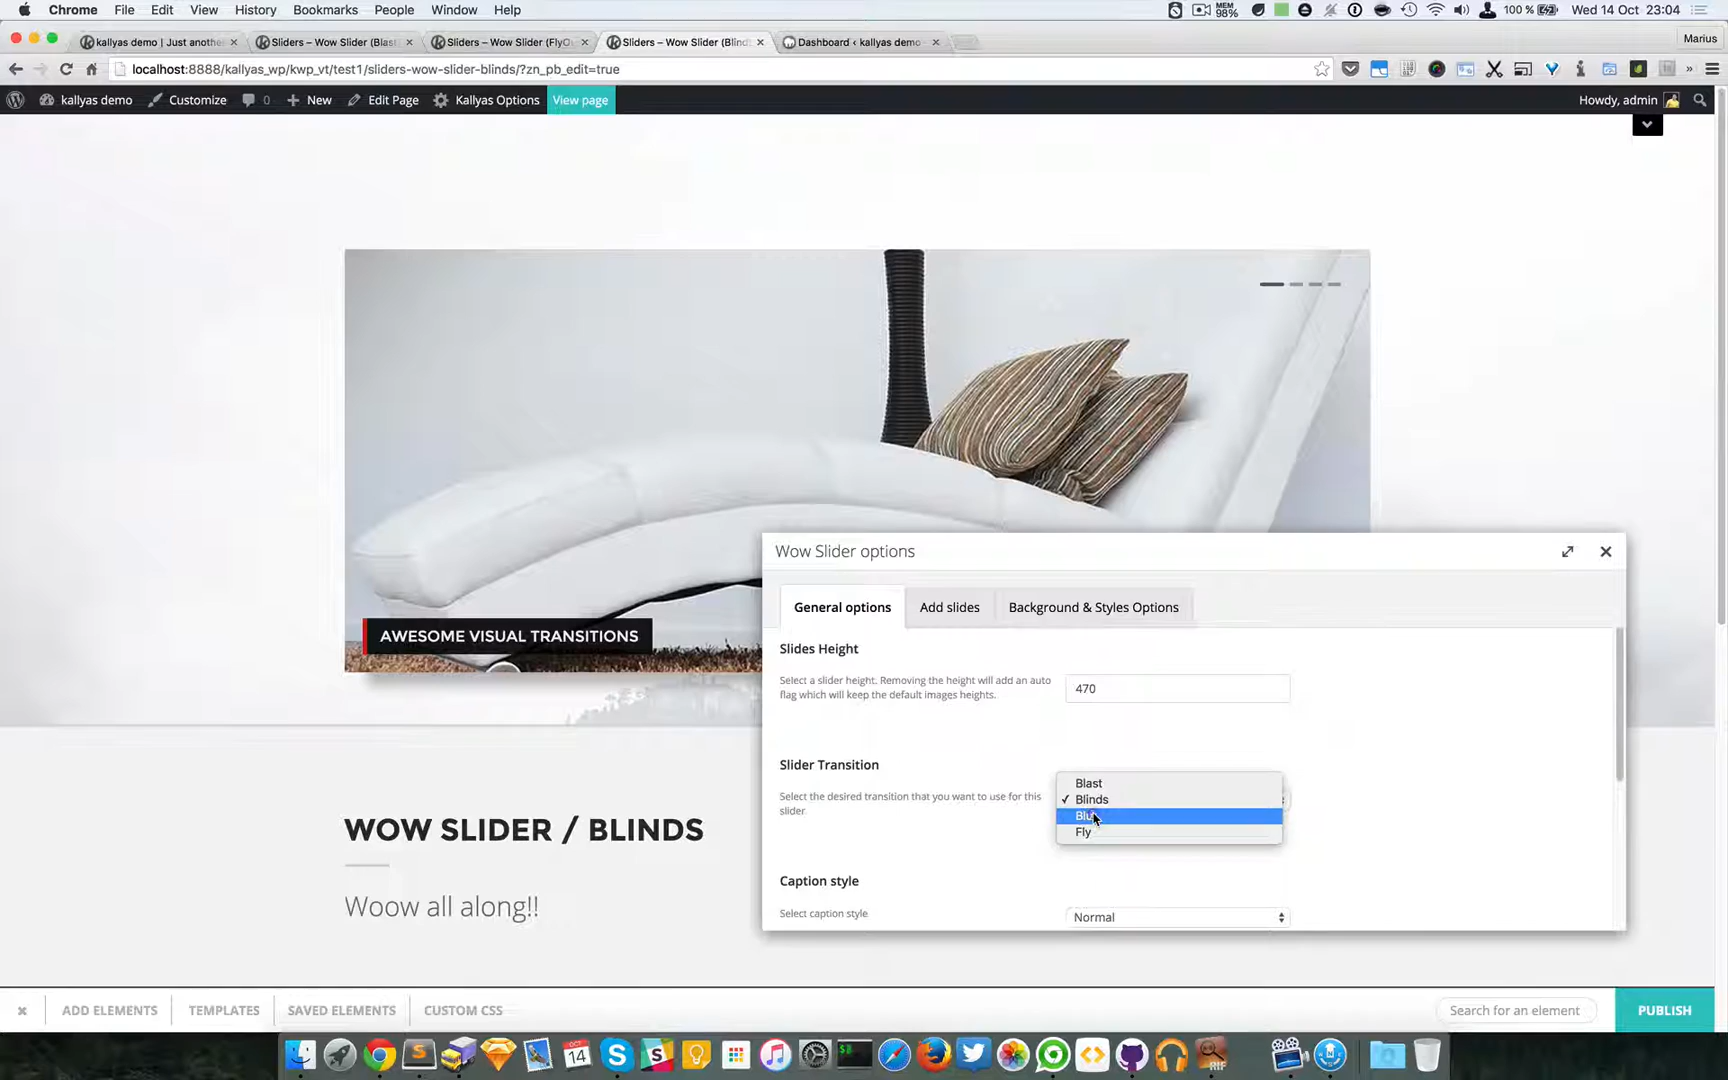 Chrome File Edit View History Bookmarks People Window Help MEM 98% 100 % Wed 14 Oct 23:04
kallyas demo | Just anothe Sliders – Wow Slider (Blas Sliders – Wow Slider (FlyO Sliders – Wow Slider (Blind Dashboard ‹ kallyas demo Marius
localhost:8888/kallyas_wp/kwp_vt/test1/sliders-wow-slider-blinds/?zn_pb_edit=true
kallyas demo Customize 0 New Edit Page Kallyas Options View page Howdy, admin
Wow Slider options
General options Add slides Background & Styles Options
AWESOME VISUAL TRANSITIONS
Slides Height
Select a slider height. Removing the height will add an auto
flag which will keep the default images heights.
470
Slider Transition
Select the desired transition that you want to use for this
slider
Blast
✓ Blinds
Fly
WOW SLIDER / BLINDS
Caption style
Woow all along!!
Select caption style
Normal
ADD ELEMENTS TEMPLATES SAVED ELEMENTS CUSTOM CSS Search for an element PUBLISH
OCT
14
RIF